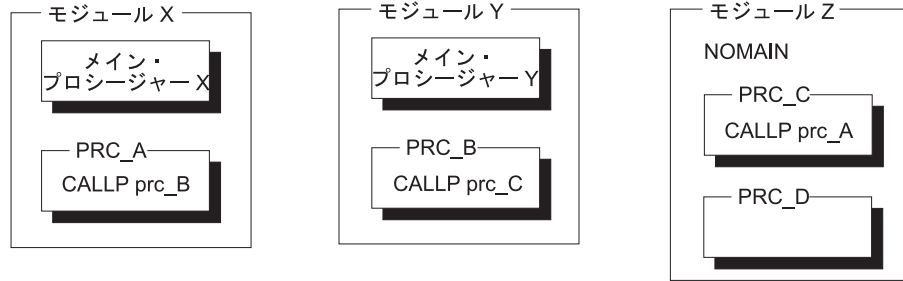 モジュール X
メイン・
プロシージャー X
PRC_A
CALLP prc_B
モジュール Y
メイン・
プロシージャー Y
PRC_B
CALLP prc_C
モジュール Z
NOMAIN
PRC_C
CALLP prc_A
PRC_D